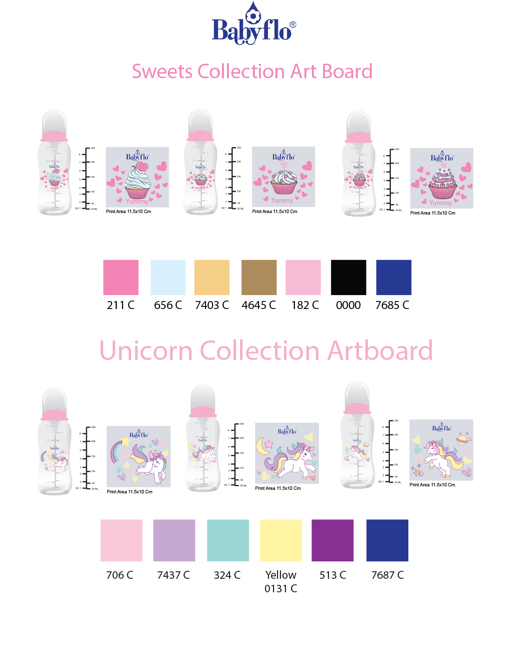 Babyflo®
Sweets Collection Art Board
Babyflo
Yummy
Print Area 11.5x10 Cm
Babyflo
Yummy
Print Area 11.5x10 Cm
Babyflo
Yummy
Print Area 11.5x10 Cm
211 C
656 C
7403 C
4645 C
182 C
0000
7685 C
Unicorn Collection Artboard
Babyflo
Print Area 11.5x10 Cm
Babyflo
Print Area 11.5x10 Cm
Babyflo
Print Area 11.5x10 Cm
706 C
7437 C
324 C
Yellow
0131 C
513 C
7687 C